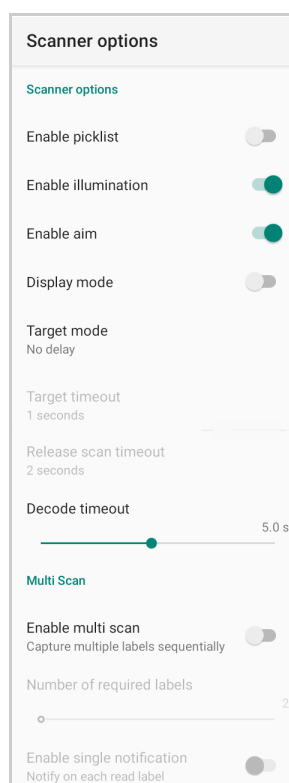 Scanner options
Scanner options
Enable picklist
Enable illumination
Enable aim
Display mode
Target mode
No delay
Target timeout
1 seconds
Release scan timeout
2 seconds
Decode timeout
5.0 s
Multi Scan
Enable multi scan
Capture multiple labels sequentially
Number of required labels
2
Enable single notification
Notify on each read label